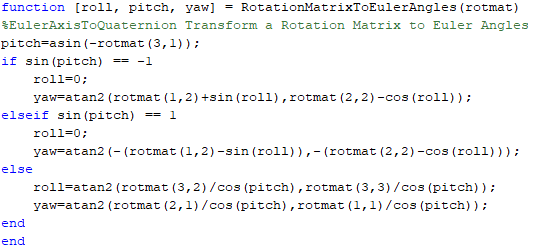 function [roll, pitch, yaw] = RotationMatrixToEulerAngles(rotmat)
%EulerAxisToQuaternion Transform a Rotation Matrix to Euler Angles
pitch=asin(-rotmat(3,1));
if sin(pitch) == -1
    roll=0;
    yaw=atan2(rotmat(1,2)+sin(roll),rotmat(2,2)-cos(roll));
elseif sin(pitch) == 1
    roll=0;
    yaw=atan2(-(rotmat(1,2)-sin(roll)),-(rotmat(2,2)-cos(roll)));
else
    roll=atan2(rotmat(3,2)/cos(pitch),rotmat(3,3)/cos(pitch));
    yaw=atan2(rotmat(2,1)/cos(pitch),rotmat(1,1)/cos(pitch));
end
end